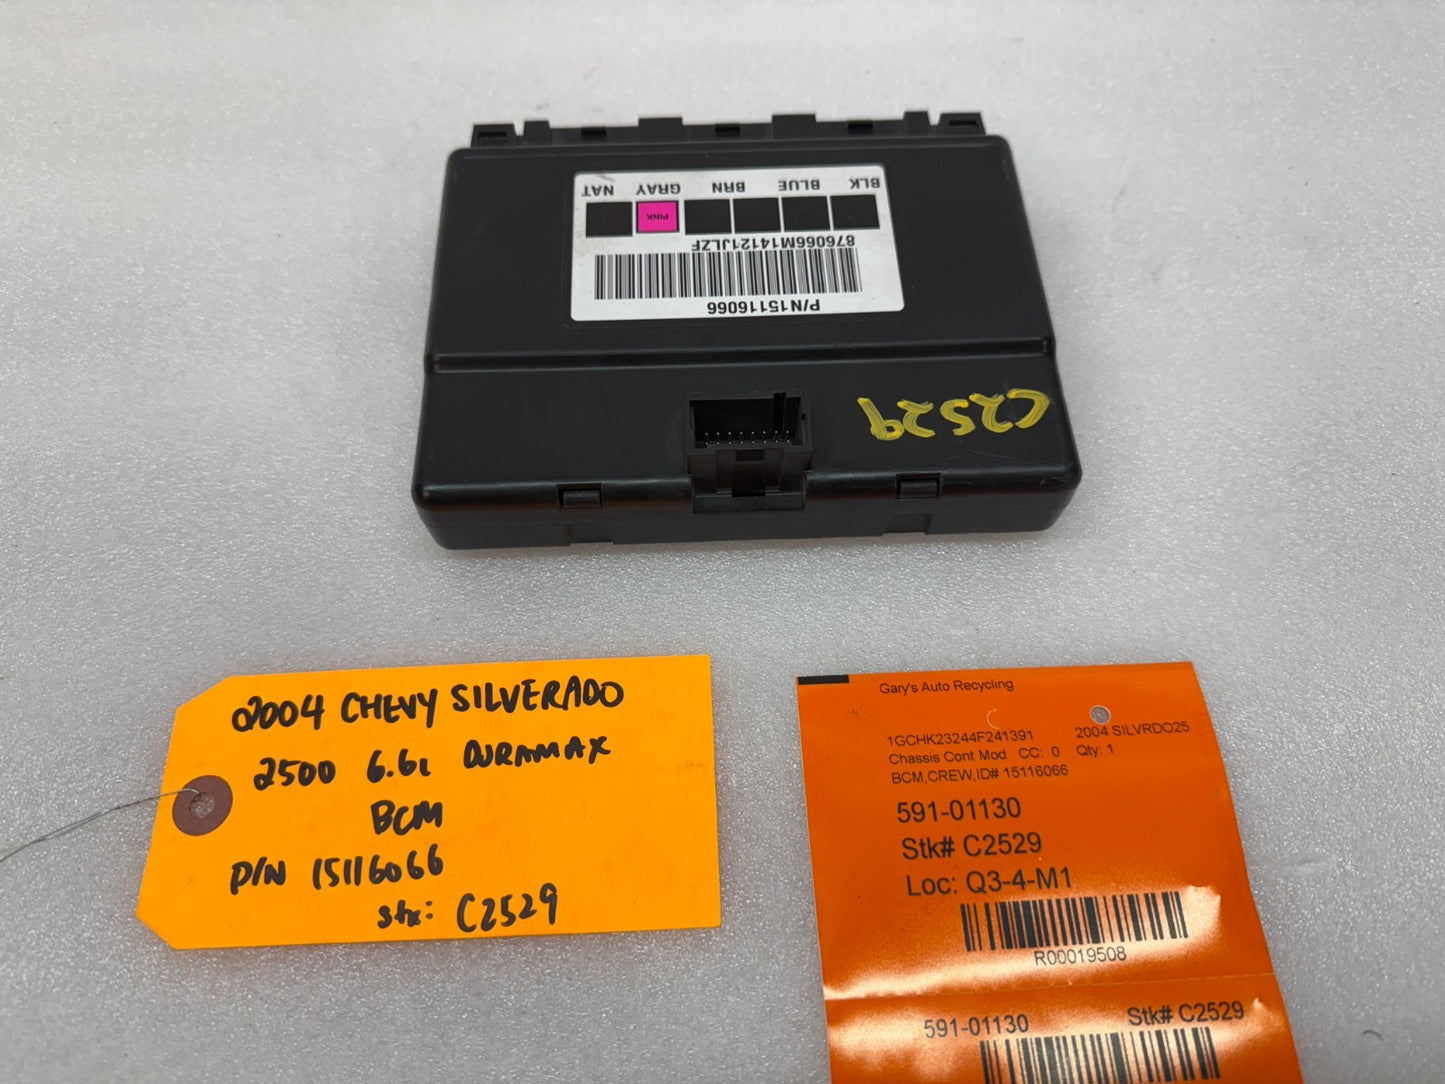 P/N15116066
876066M14121JLZF
PINK
BLK BLUE BRN GRAY NAT
C2529
2004 CHEVY SILVERADO
2500 6.6L DURAMAX
BCM
P/N 15116066
stk: C2529
Gary's Auto Recycling
1GCHK23244F241391 2004 SILVRDO25
Chassis Cont Mod CC: 0 Qty: 1
BCM,CREW,ID# 15116066
591-01130
Stk# C2529
Loc: Q3-4-M1
R00019508
591-01130 Stk# C2529